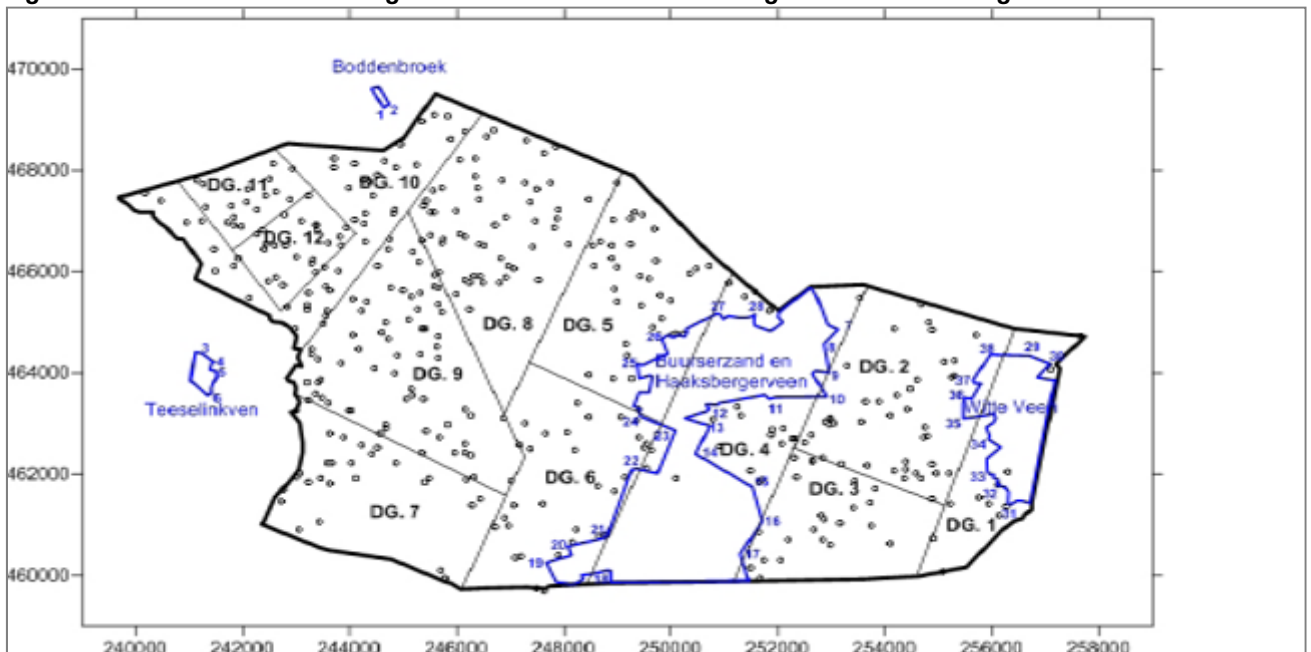 470000
468000
466000
464000
462000
460000
Boddenbroek
1 2
DG. 11
DG. 10
DG. 12
DG. 8
DG. 5
DG. 9
DG. 2
3
4
5
6
Teeselinkven
27 28
26
25
Buurserzand en
Haaksbergerveen
7
8
9
10
11
12
13
14
24
23
22
DG. 4
DG. 6
DG. 3
DG. 7
DG. 1
16
17
21
20
19
18
38 29 30
37
36
35
Witte Veen
34
33
32
31
240000 242000 244000 246000 248000 250000 252000 254000 256000 258000